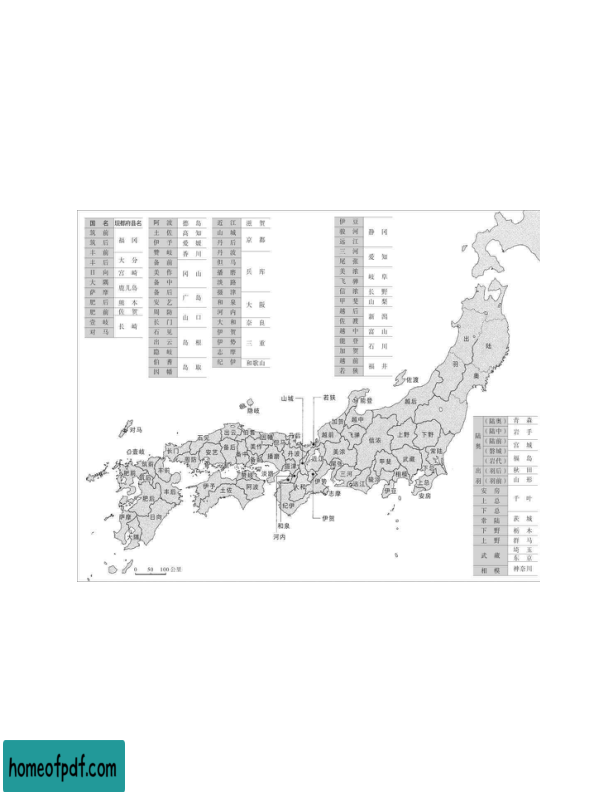 国 名 现都府县名
筑 前 福 冈
筑 后
丰 前
丰 后 大 分
日 向 宫 崎
大 隅 鹿儿岛
萨 摩
肥 后 熊 本
肥 前 佐 贺
壹 岐 长 崎
对 马
阿 波 德 岛
土 佐 高 知
伊 予 爱 媛
赞 岐 香 川
备 前 冈 山
美 作
备 中
备 后 广 岛
安 艺
周 防 山 口
长 门
石 见 岛 根
出 云
隐 岐
伯 耆 岛 取
因 幡
近 江 滋 贺
山 城 京 都
丹 后
丹 波
但 马 兵 库
播 磨
淡 路
摄 津
和 泉 大 阪
河 内
大 和 奈 良
伊 贺 三 重
伊 势
志 摩
纪 伊 和歌山
伊 豆 静 冈
骏 河
远 江
三 河 爱 知
尾 张
美 浓 岐 阜
飞 驒
信 浓 长 野
甲 斐 山 梨
越 后 新 潟
佐 渡
越 中 富 山
能 登 石 川
加 贺
越 前 福 井
若 狭
陆 奥
（陆奥） 青 森
（陆中） 岩 手
（陆前） 宫 城
（磐城） 福 岛
（岩代）
出 羽
（羽后） 秋 田
（羽前） 山 形
安 房 千 叶
上 总
下 总
常 陆 茨 城
下 野 栃 木
上 野 群 马
武 藏 埼 玉
东 京
相 模 神奈川
出
羽
陆
奥
佐渡
能登
越后
若狭
山城
隐岐
加贺
越中
越前
飞驒
信浓
上野
下野
常陆
美浓
甲斐
武藏
下总
上总
安房
相模
伊豆
三河
远江
尾张
近江
丹后
丹波
但马
因幡
伯耆
出云
石见
美作
播磨
备前
备中
备后
安艺
周防
长门
摄津
淡路
赞岐
阿波
伊予
土佐
大和
伊势
志摩
纪伊
伊贺
和泉
河内
对马
壹岐
筑前
筑后
肥前
丰前
丰后
肥后
日向
萨摩
大隅
0 50 100公里
homeofpdf.com